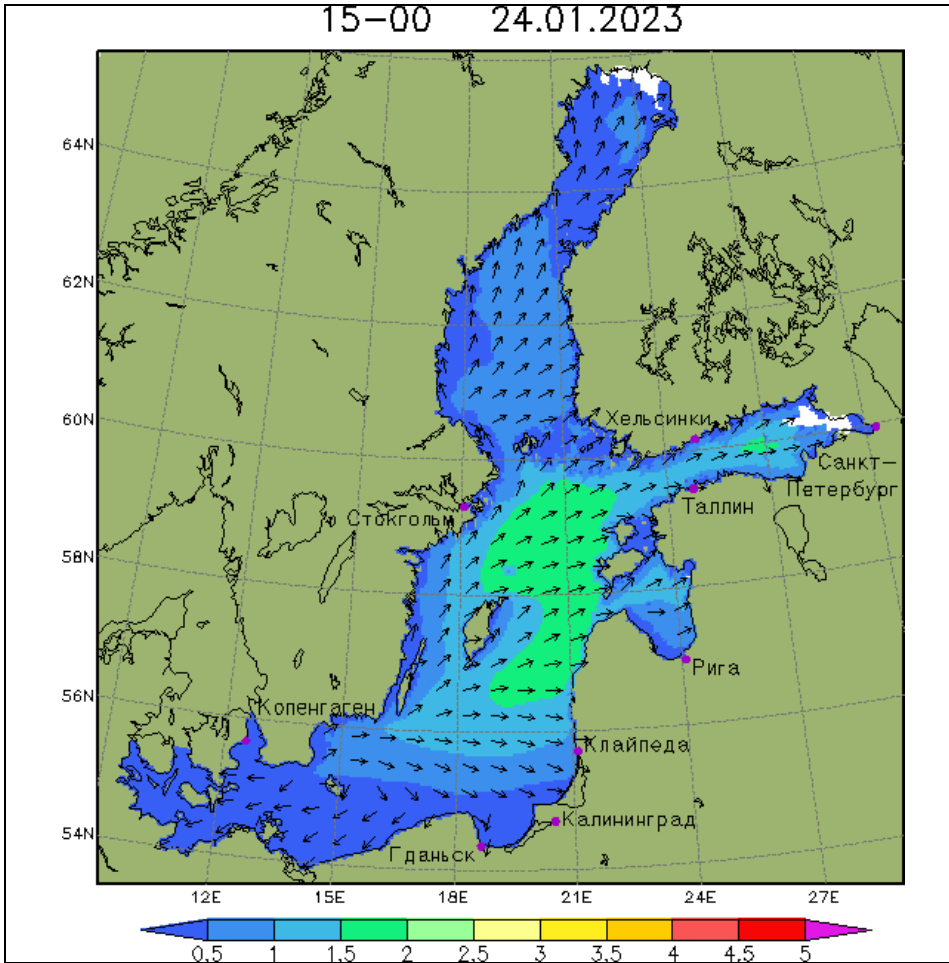 15-00 24.01.2023
64N
62N
60N
Хельсинки
Санкт-
Петербург
Таллин
Стокгольм
58N
Рига
56N
Копенгаген
Клайпеда
54N
Калининград
Гданьск
12E 15E 18E 21E 24E 27E
0,5 1 1,5 2 2,5 3 3,5 4 4,5 5